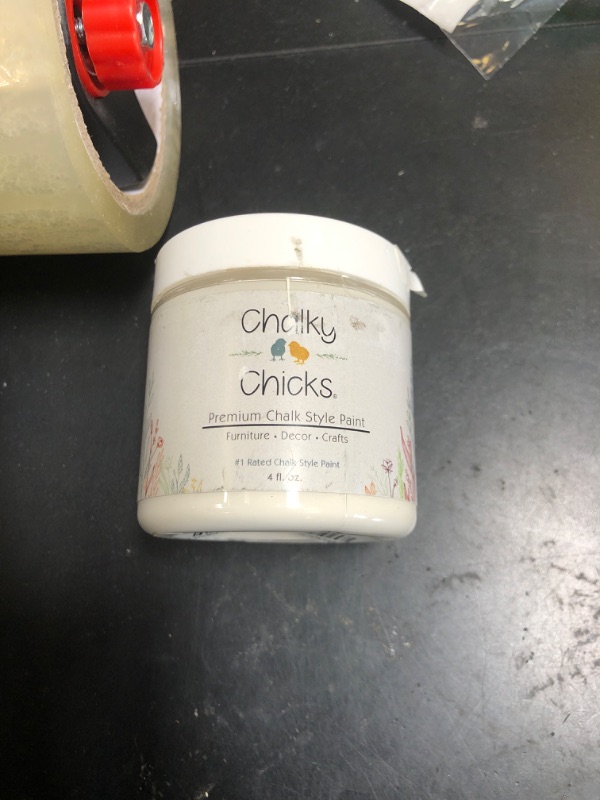 Chalky
Chicks®
Premium Chalk Style Paint
Furniture • Decor • Crafts
#1 Rated Chalk Style Paint
4 fl. oz.